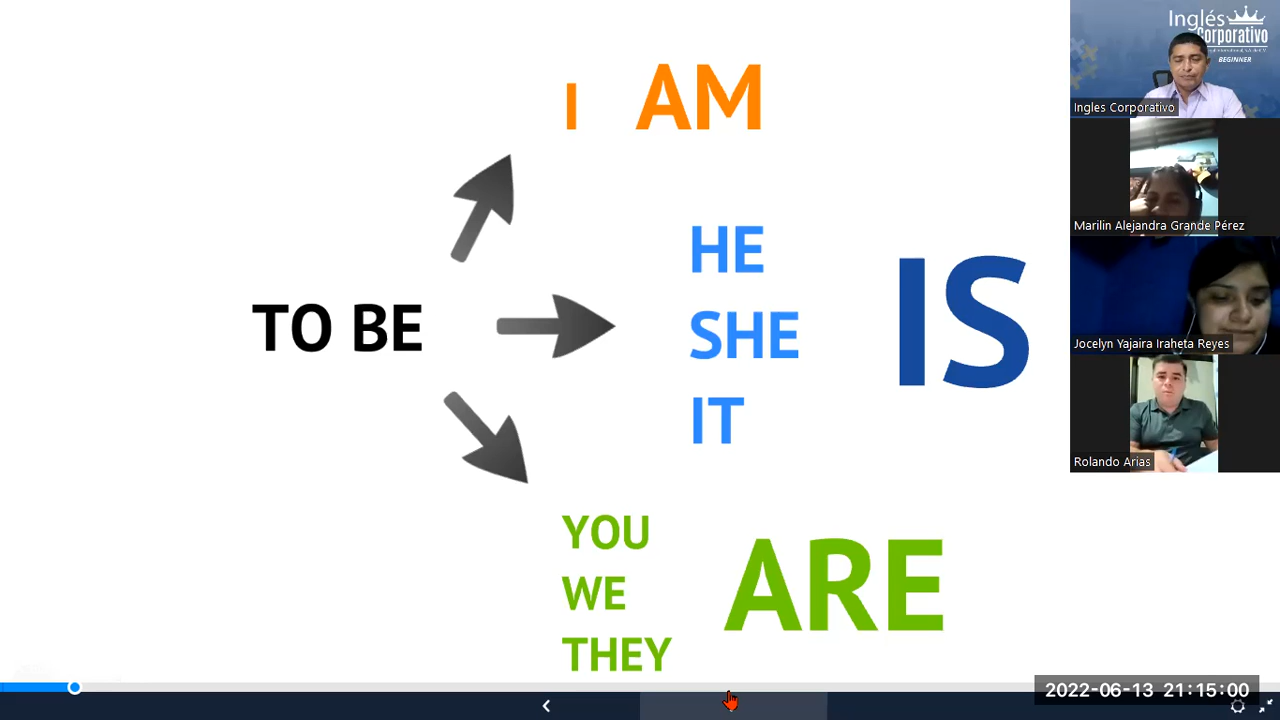 I AM
HE
SHE
IT
IS
TO BE
YOU
WE
THEY
ARE
Inglés
Corporativo
BEGINNER
Ingles Corporativo
Marilin Alejandra Grande Pérez
Jocelyn Yajaira Iraheta Reyes
Rolando Arias
2022-06-13 21:15:00